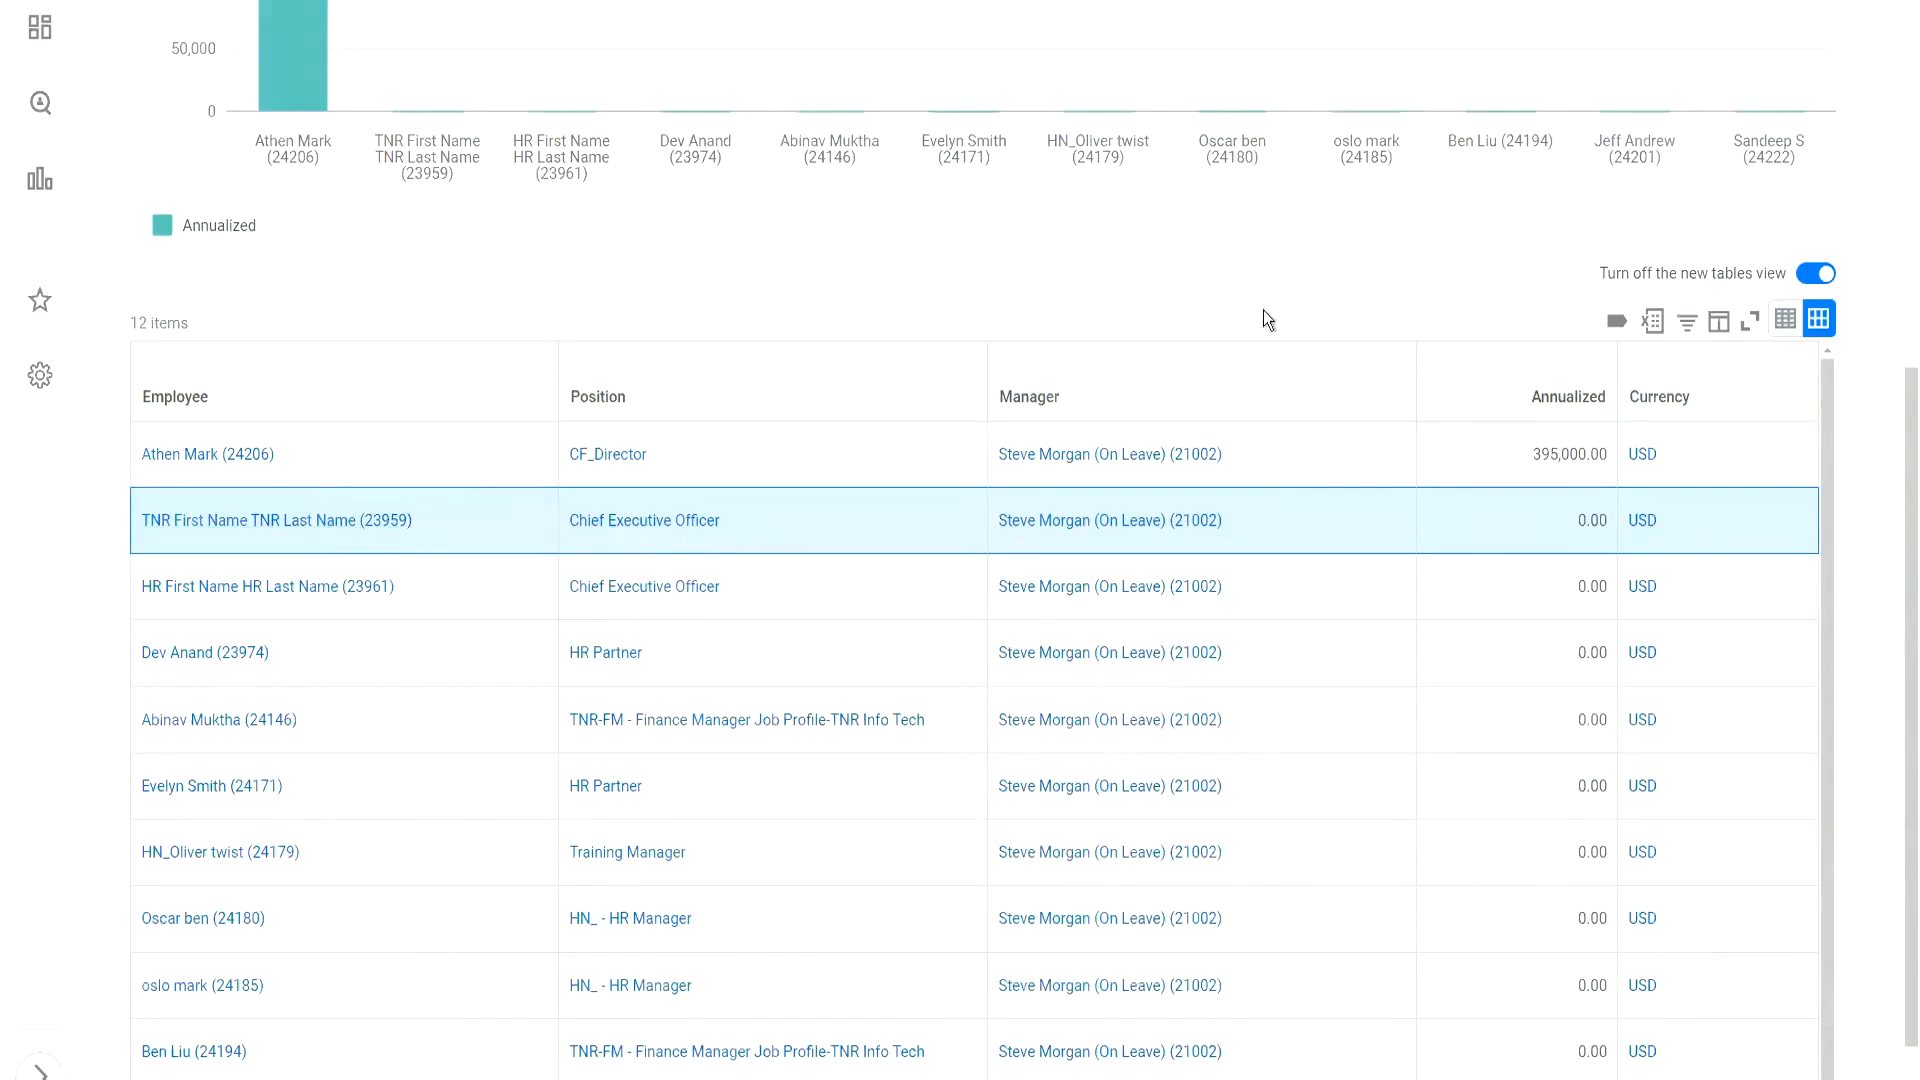 50,000
0
Athen Mark
(24206)
TNR First Name
TNR Last Name
(23959)
HR First Name
HR Last Name
(23961)
Dev Anand
(23974)
Abinav Muktha
(24146)
Evelyn Smith
(24171)
HN_Oliver twist
(24179)
Oscar ben
(24180)
oslo mark
(24185)
Ben Liu (24194)
Jeff Andrew
(24201)
Sandeep S
(24222)
Annualized
Turn off the new tables view
12 items
Employee Position Manager Annualized Currency
Athen Mark (24206) CF_Director Steve Morgan (On Leave) (21002) 395,000.00 USD
TNR First Name TNR Last Name (23959) Chief Executive Officer Steve Morgan (On Leave) (21002) 0.00 USD
HR First Name HR Last Name (23961) Chief Executive Officer Steve Morgan (On Leave) (21002) 0.00 USD
Dev Anand (23974) HR Partner Steve Morgan (On Leave) (21002) 0.00 USD
Abinav Muktha (24146) TNR-FM - Finance Manager Job Profile-TNR Info Tech Steve Morgan (On Leave) (21002) 0.00 USD
Evelyn Smith (24171) HR Partner Steve Morgan (On Leave) (21002) 0.00 USD
HN_Oliver twist (24179) Training Manager Steve Morgan (On Leave) (21002) 0.00 USD
Oscar ben (24180) HN_ - HR Manager Steve Morgan (On Leave) (21002) 0.00 USD
oslo mark (24185) HN_ - HR Manager Steve Morgan (On Leave) (21002) 0.00 USD
Ben Liu (24194) TNR-FM - Finance Manager Job Profile-TNR Info Tech Steve Morgan (On Leave) (21002) 0.00 USD